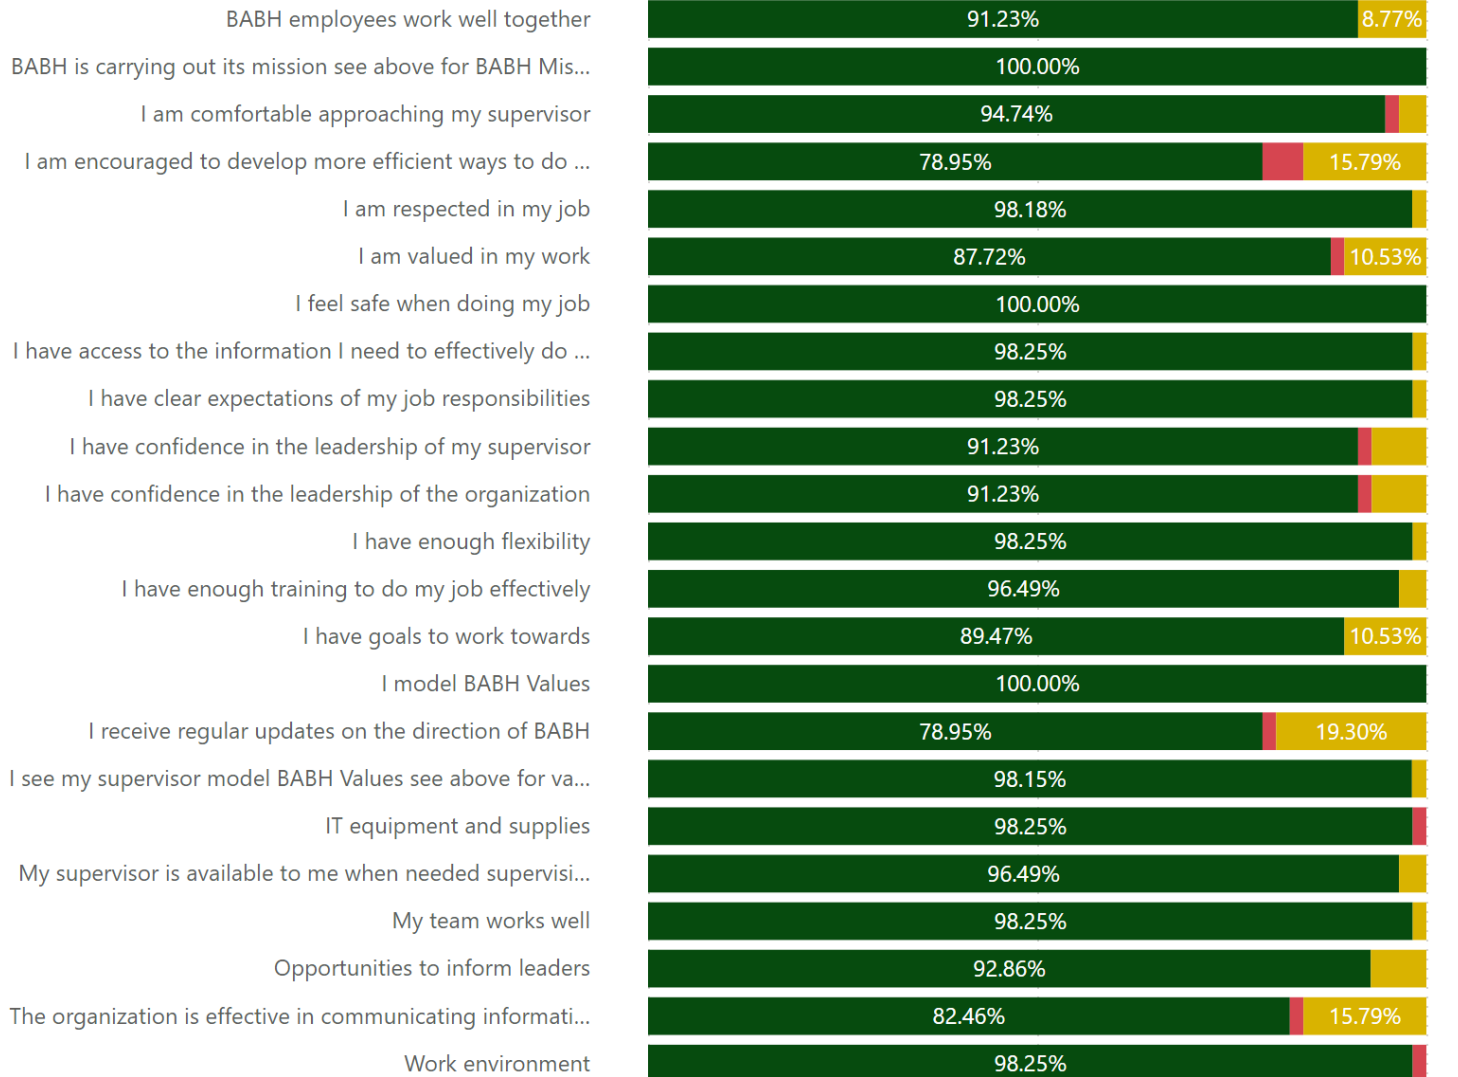 BABH employees work well together 91.23% 8.77%
BABH is carrying out its mission see above for BABH Mis... 100.00%
I am comfortable approaching my supervisor 94.74%
I am encouraged to develop more efficient ways to do ... 78.95% 15.79%
I am respected in my job 98.18%
I am valued in my work 87.72% 10.53%
I feel safe when doing my job 100.00%
I have access to the information I need to effectively do ... 98.25%
I have clear expectations of my job responsibilities 98.25%
I have confidence in the leadership of my supervisor 91.23%
I have confidence in the leadership of the organization 91.23%
I have enough flexibility 98.25%
I have enough training to do my job effectively 96.49%
I have goals to work towards 89.47% 10.53%
I model BABH Values 100.00%
I receive regular updates on the direction of BABH 78.95% 19.30%
I see my supervisor model BABH Values see above for va... 98.15%
IT equipment and supplies 98.25%
My supervisor is available to me when needed supervisi... 96.49%
My team works well 98.25%
Opportunities to inform leaders 92.86%
The organization is effective in communicating informati... 82.46% 15.79%
Work environment 98.25%